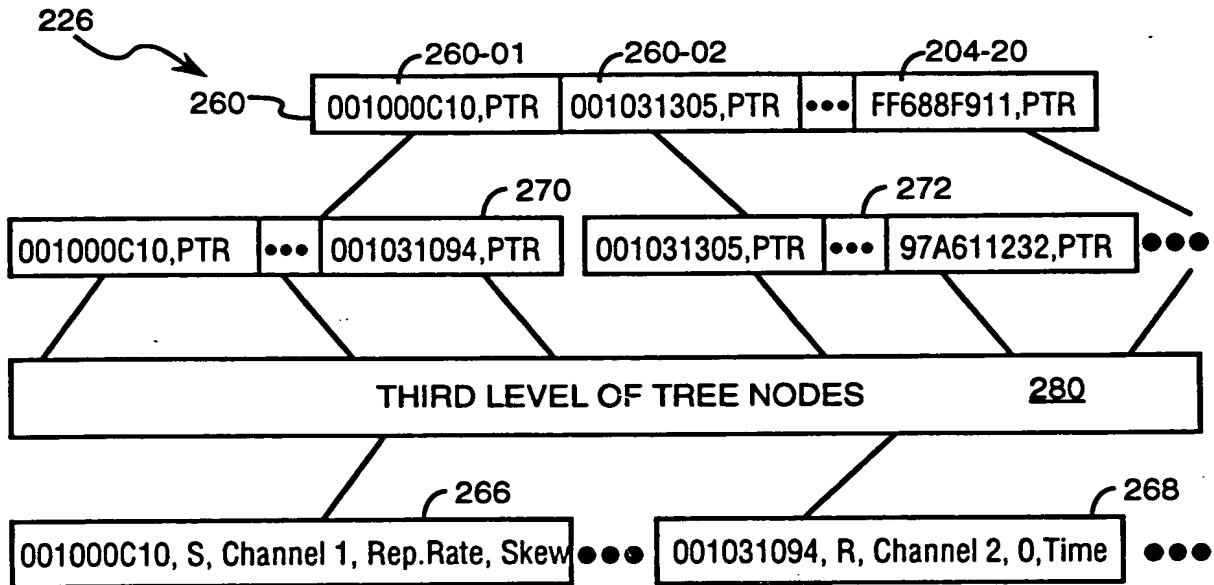 226
260-01 260-02 204-20
260 001000C10,PTR 001031305,PTR ●●● FF688F911,PTR
270 272
001000C10,PTR ●●● 001031094,PTR 001031305,PTR ●●● 97A611232,PTR ●●●
THIRD LEVEL OF TREE NODES 280
266 268
001000C10, S, Channel 1, Rep.Rate, Skew ●●● 001031094, R, Channel 2, 0,Time ●●●